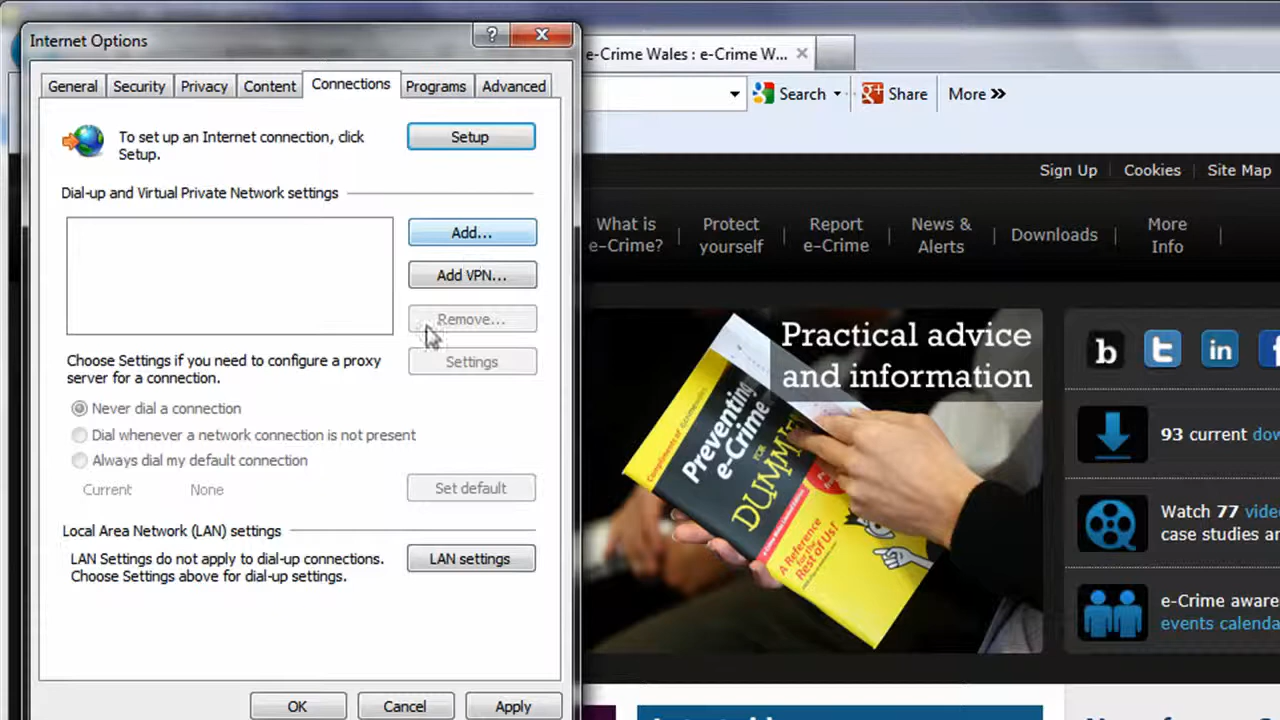 Internet Options
?
e-Crime Wales : e-Crime W...
General
Security
Privacy
Content
Connections
Programs
Advanced
Search
Share
More
To set up an Internet connection, click
Setup.
Setup
Sign Up
Cookies
Site Map
Dial-up and Virtual Private Network settings
Add...
Add VPN...
Remove...
Settings
What is
e-Crime?
Protect
yourself
Report
e-Crime
News &
Alerts
Downloads
More
Info
Choose Settings if you need to configure a proxy
server for a connection.
Never dial a connection
Dial whenever a network connection is not present
Always dial my default connection
Current
None
Set default
Local Area Network (LAN) settings
LAN Settings do not apply to dial-up connections.
Choose Settings above for dial-up settings.
LAN settings
OK
Cancel
Apply
Practical advice
and information
Compliments of
Preventing
e-Crime
FOR
DUMMIES
A Reference
for the
Rest of Us!
b
t
in
f
93 current
Watch 77
case studies
e-Crime
events